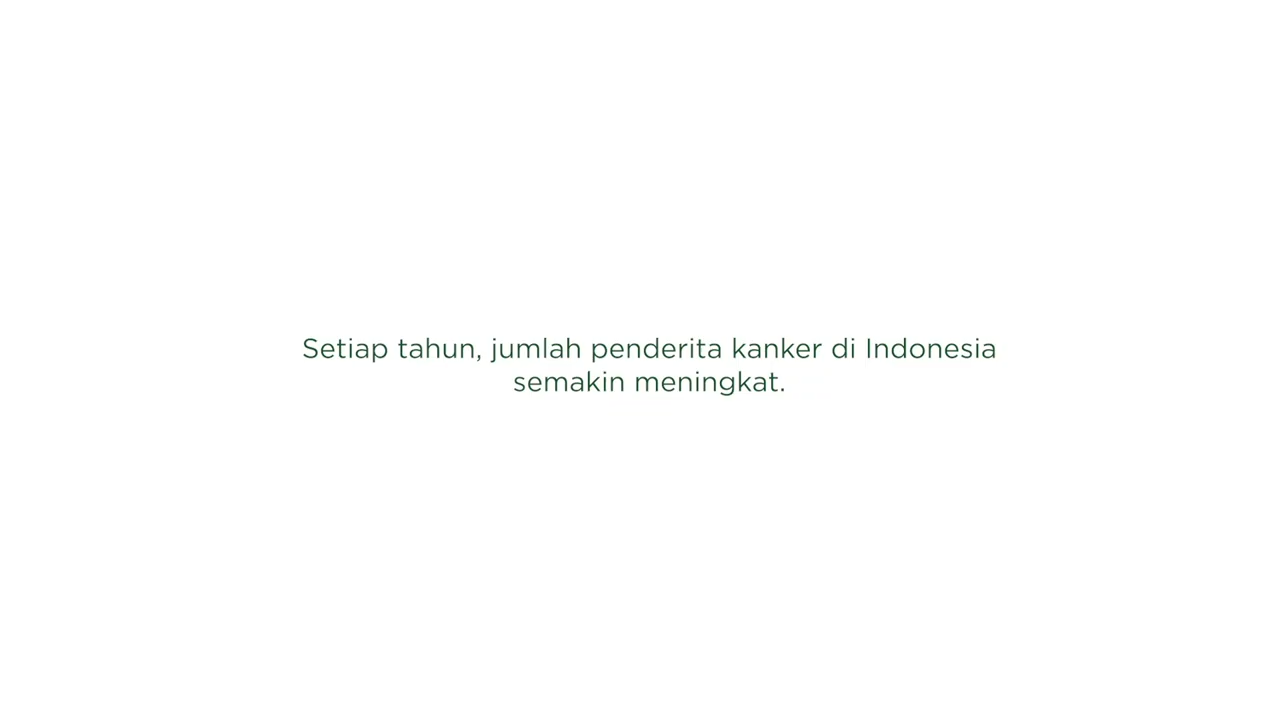 Setiap tahun, jumlah penderita kanker di Indonesia
semakin meningkat.